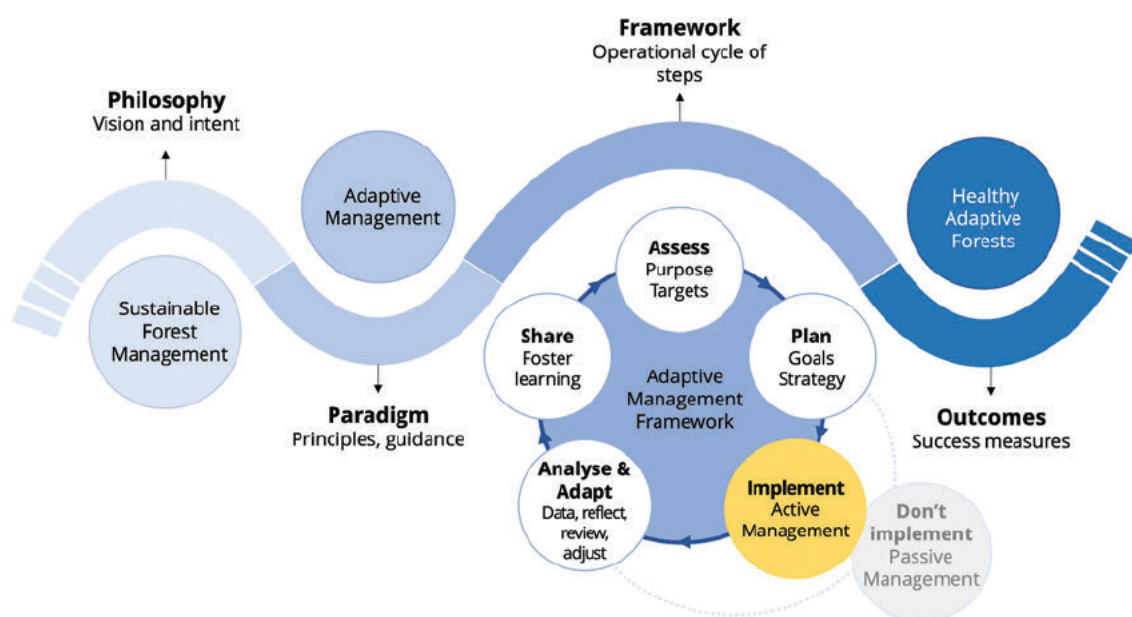 Framework
Operational cycle of
steps
Philosophy
Vision and intent
Adaptive
Management
Healthy
Adaptive
Forests
Sustainable
Forest
Management
Paradigm
Principles, guidance
Assess
Purpose
Targets
Plan
Goals
Strategy
Share
Foster
learning
Adaptive
Management
Framework
Implement
Active
Management
Analyse &
Adapt
Data, reflect,
review,
adjust
Don't
implement
Passive
Management
Outcomes
Success measures